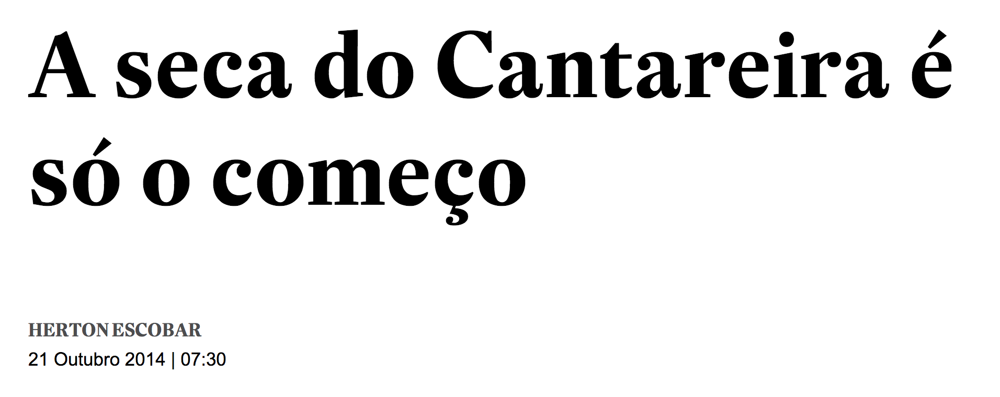 A seca do Cantareira é
só o começo
HERTON ESCOBAR
21 Outubro 2014 | 07:30